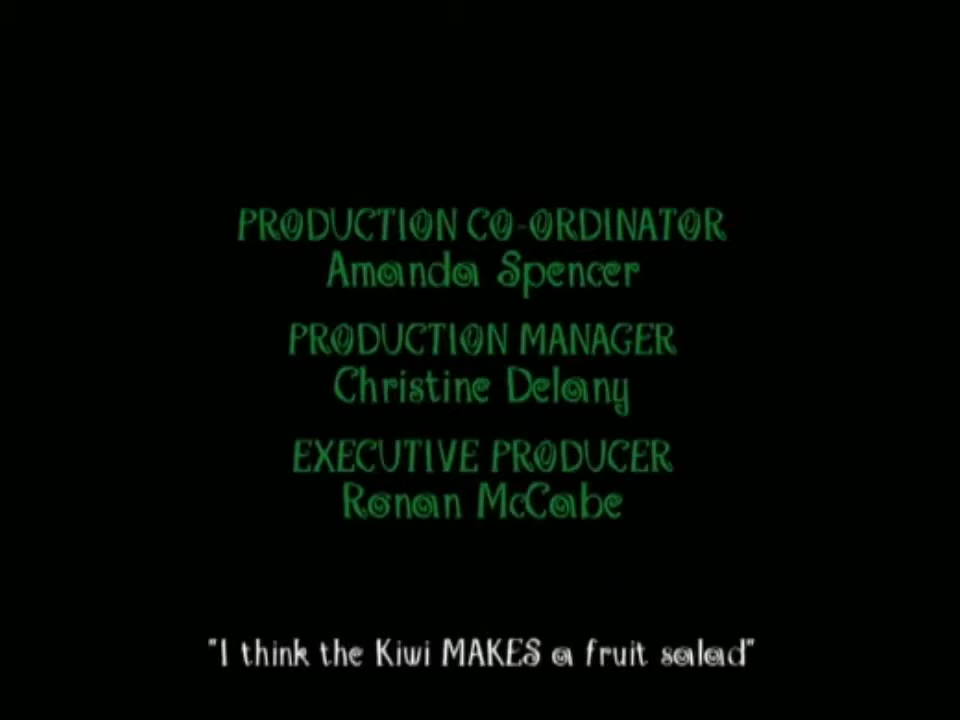 PRODUCTION CO-ORDINATOR
Amanda Spencer
PRODUCTION MANAGER
Christine Delany
EXECUTIVE PRODUCER
Ronan McCabe
"I think the Kiwi MAKES a fruit salad"